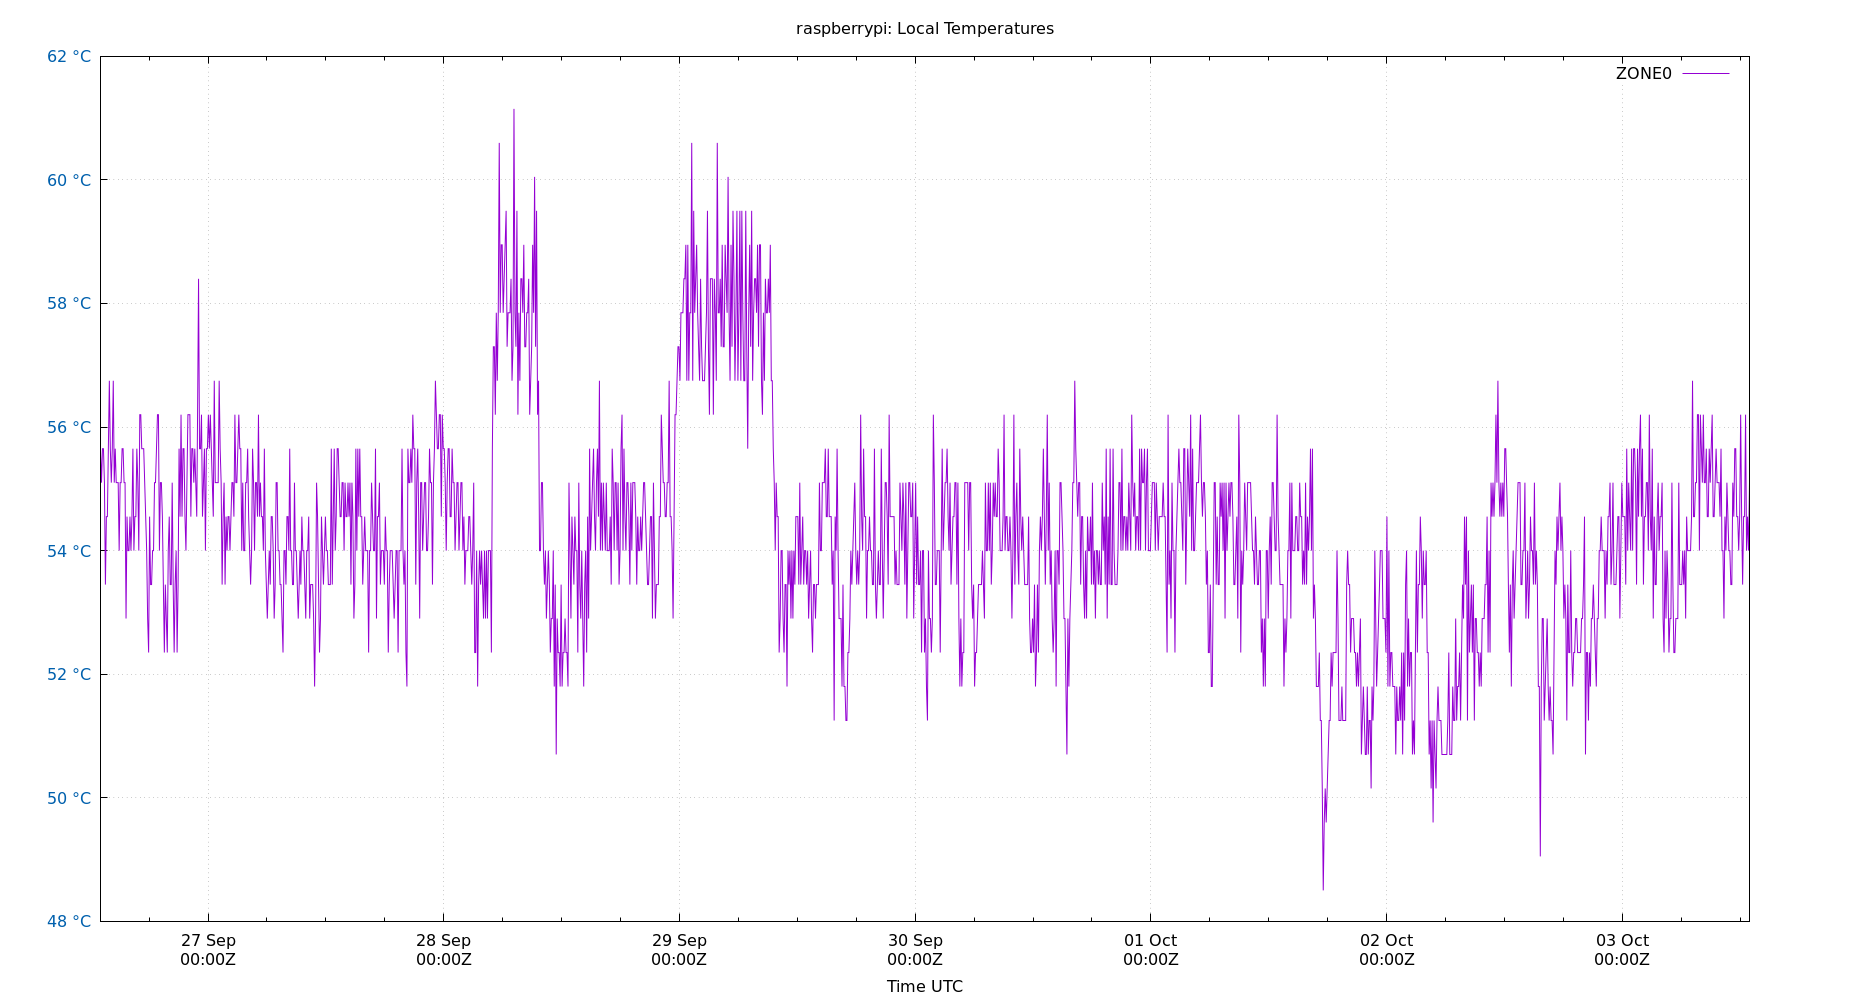 raspberrypi: Local Temperatures
62 °C
ZONE0
60 °C
58 °C
56 °C
54 °C
52 °C
50 °C
48 °C
27 Sep 28 Sep 29 Sep 30 Sep 01 Oct 02 Oct 03 Oct
00:00Z 00:00Z 00:00Z 00:00Z 00:00Z 00:00Z 00:00Z
Time UTC